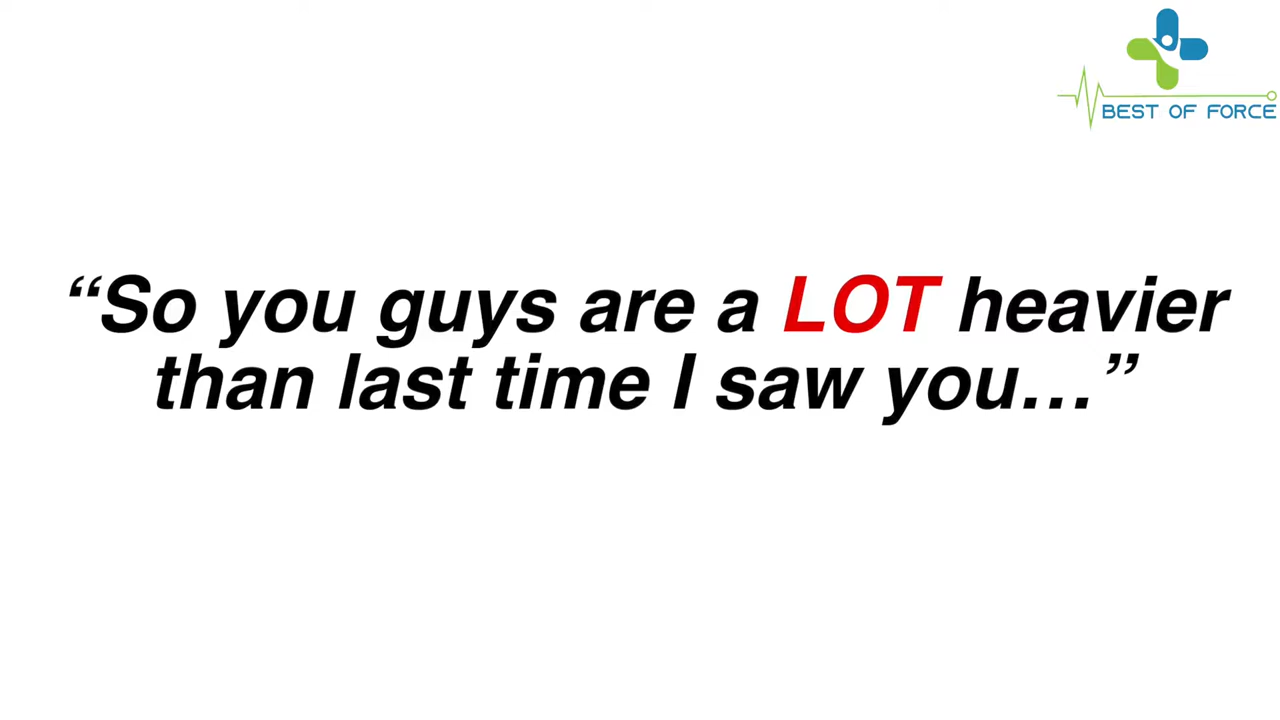 BEST OF FORCE
“So you guys are a LOT heavier
than last time I saw you…”